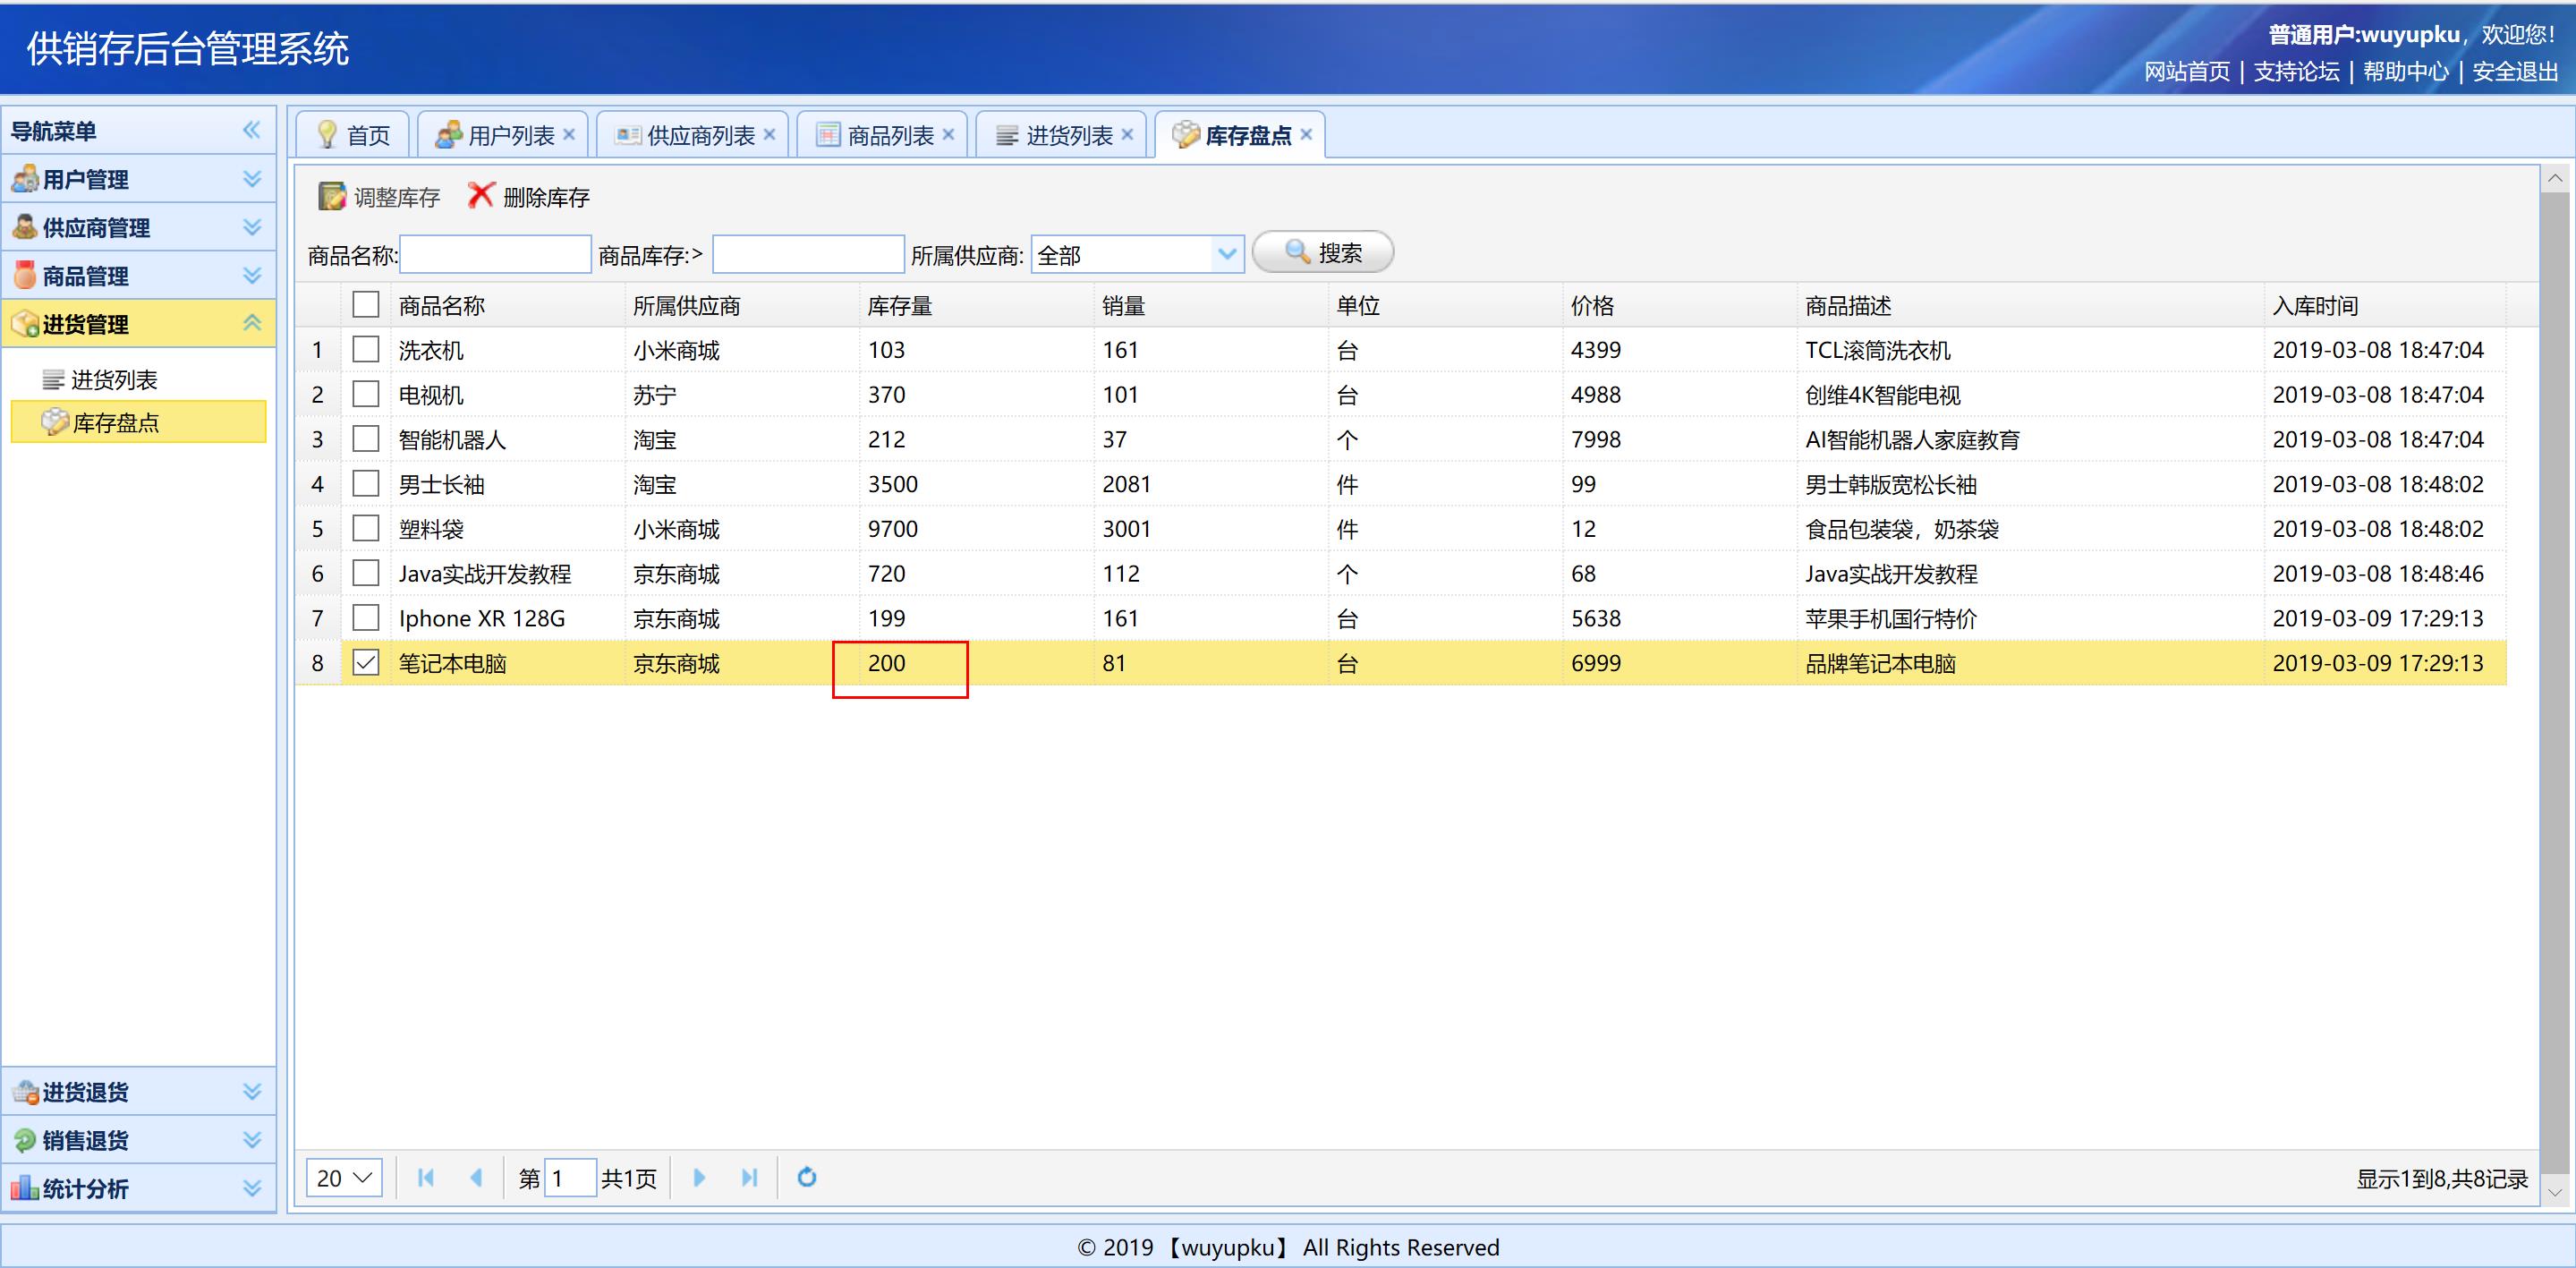 供销存后台管理系统
普通用户:wuyupku，欢迎您！
网站首页 | 支持论坛 | 帮助中心 | 安全退出
导航菜单
用户管理
供应商管理
商品管理
进货管理
进货列表
库存盘点
进货退货
销售退货
统计分析
首页 用户列表 供应商列表 商品列表 进货列表 库存盘点
调整库存 删除库存
商品名称: 商品库存:> 所属供应商: 全部 搜索
商品名称 所属供应商 库存量 销量 单位 价格 商品描述 入库时间
1 洗衣机 小米商城 103 161 台 4399 TCL滚筒洗衣机 2019-03-08 18:47:04
2 电视机 苏宁 370 101 台 4988 创维4K智能电视 2019-03-08 18:47:04
3 智能机器人 淘宝 212 37 个 7998 AI智能机器人家庭教育 2019-03-08 18:47:04
4 男士长袖 淘宝 3500 2081 件 99 男士韩版宽松长袖 2019-03-08 18:48:02
5 塑料袋 小米商城 9700 3001 件 12 食品包装袋，奶茶袋 2019-03-08 18:48:02
6 Java实战开发教程 京东商城 720 112 个 68 Java实战开发教程 2019-03-08 18:48:46
7 Iphone XR 128G 京东商城 199 161 台 5638 苹果手机国行特价 2019-03-09 17:29:13
8 笔记本电脑 京东商城 200 81 台 6999 品牌笔记本电脑 2019-03-09 17:29:13
20 第 1 共1页 显示1到8,共8记录
© 2019 【wuyupku】 All Rights Reserved